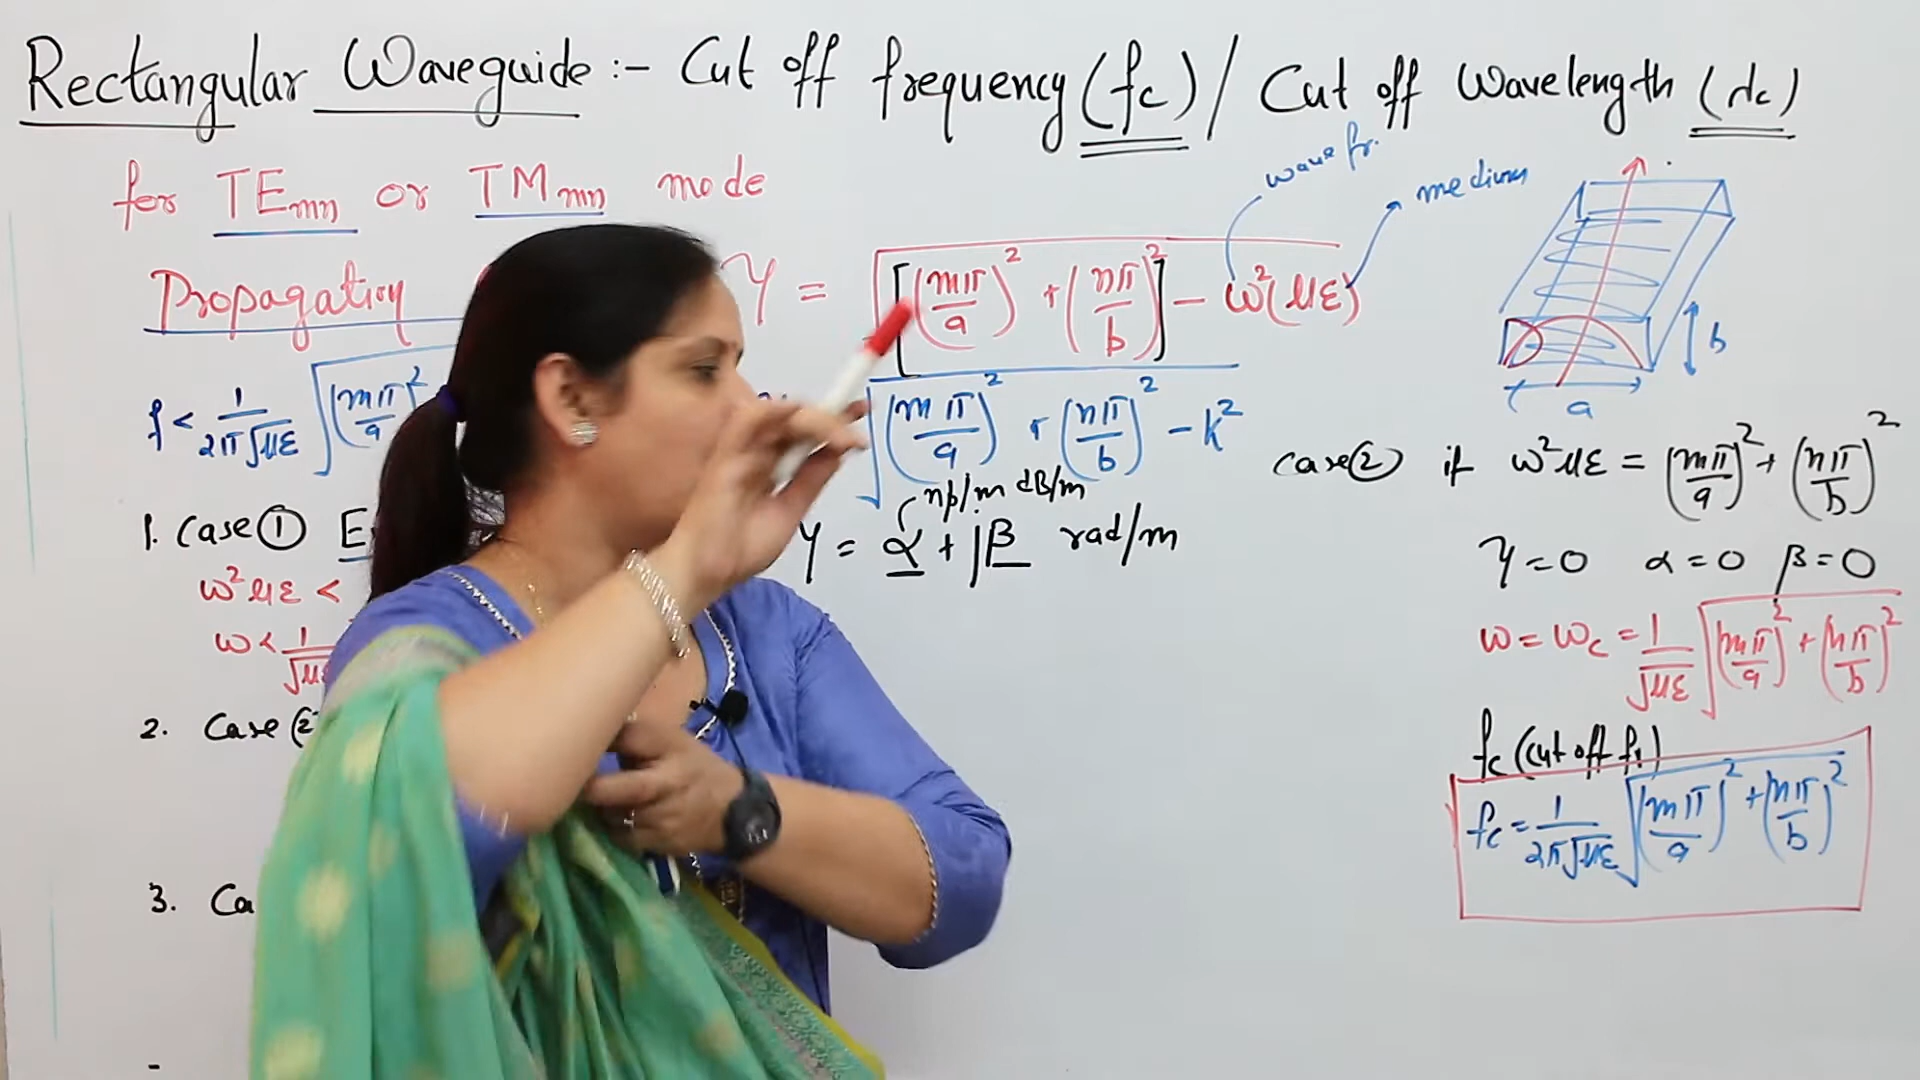 Rectangular Waveguide :- Cut off frequency (fc) / Cut off Wavelength (λc)
for TEmn or TMmn mode
wave fr.
medium
Propagation
γ = √[(mπ/a)² + (nπ/b)²] - ω²(με)
√(mπ/a)² + (nπ/b)² - k²
f < 1/2π√με √(mπ/a)²
np/m dB/m
γ = α + jβ rad/m
b
a
1. Case ①
ω²με <
ω < 1/√με
2. Case (2
3. Ca
case ② if ω²με = (mπ/a)² + (nπ/b)²
γ = 0 α = 0 β = 0
ω = ωc = 1/√με √(mπ/a)² + (nπ/b)²
fc (cut off fr)
fc = 1/2π√με √(mπ/a)² + (nπ/b)²